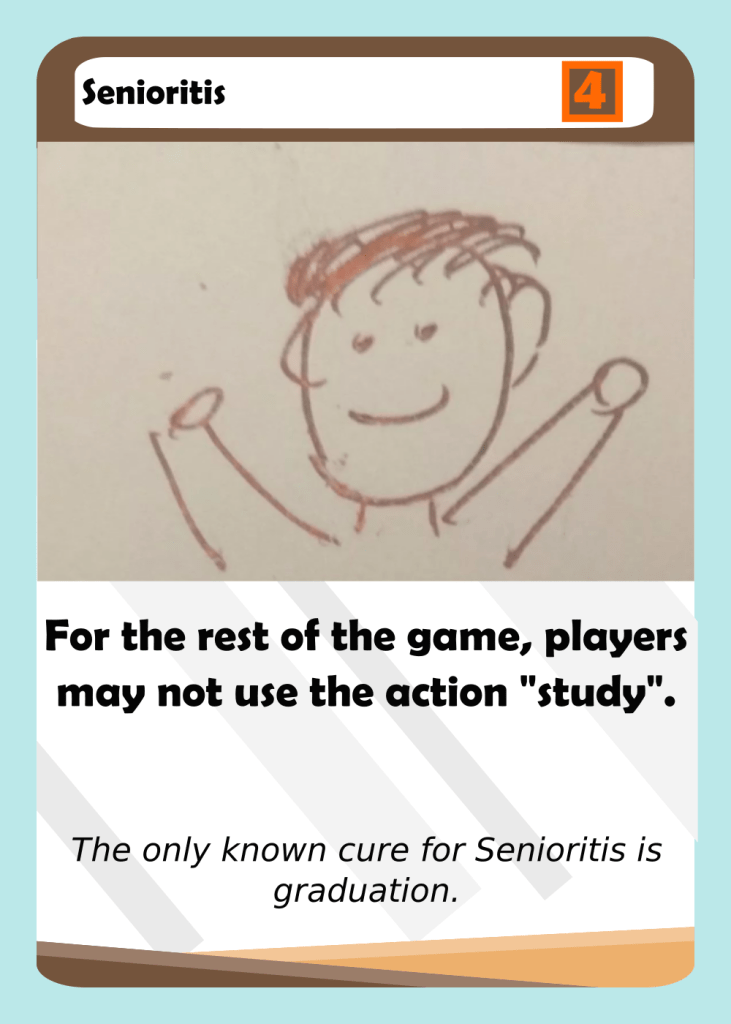 Senioritis 4
For the rest of the game, players
may not use the action "study".
The only known cure for Senioritis is
graduation.